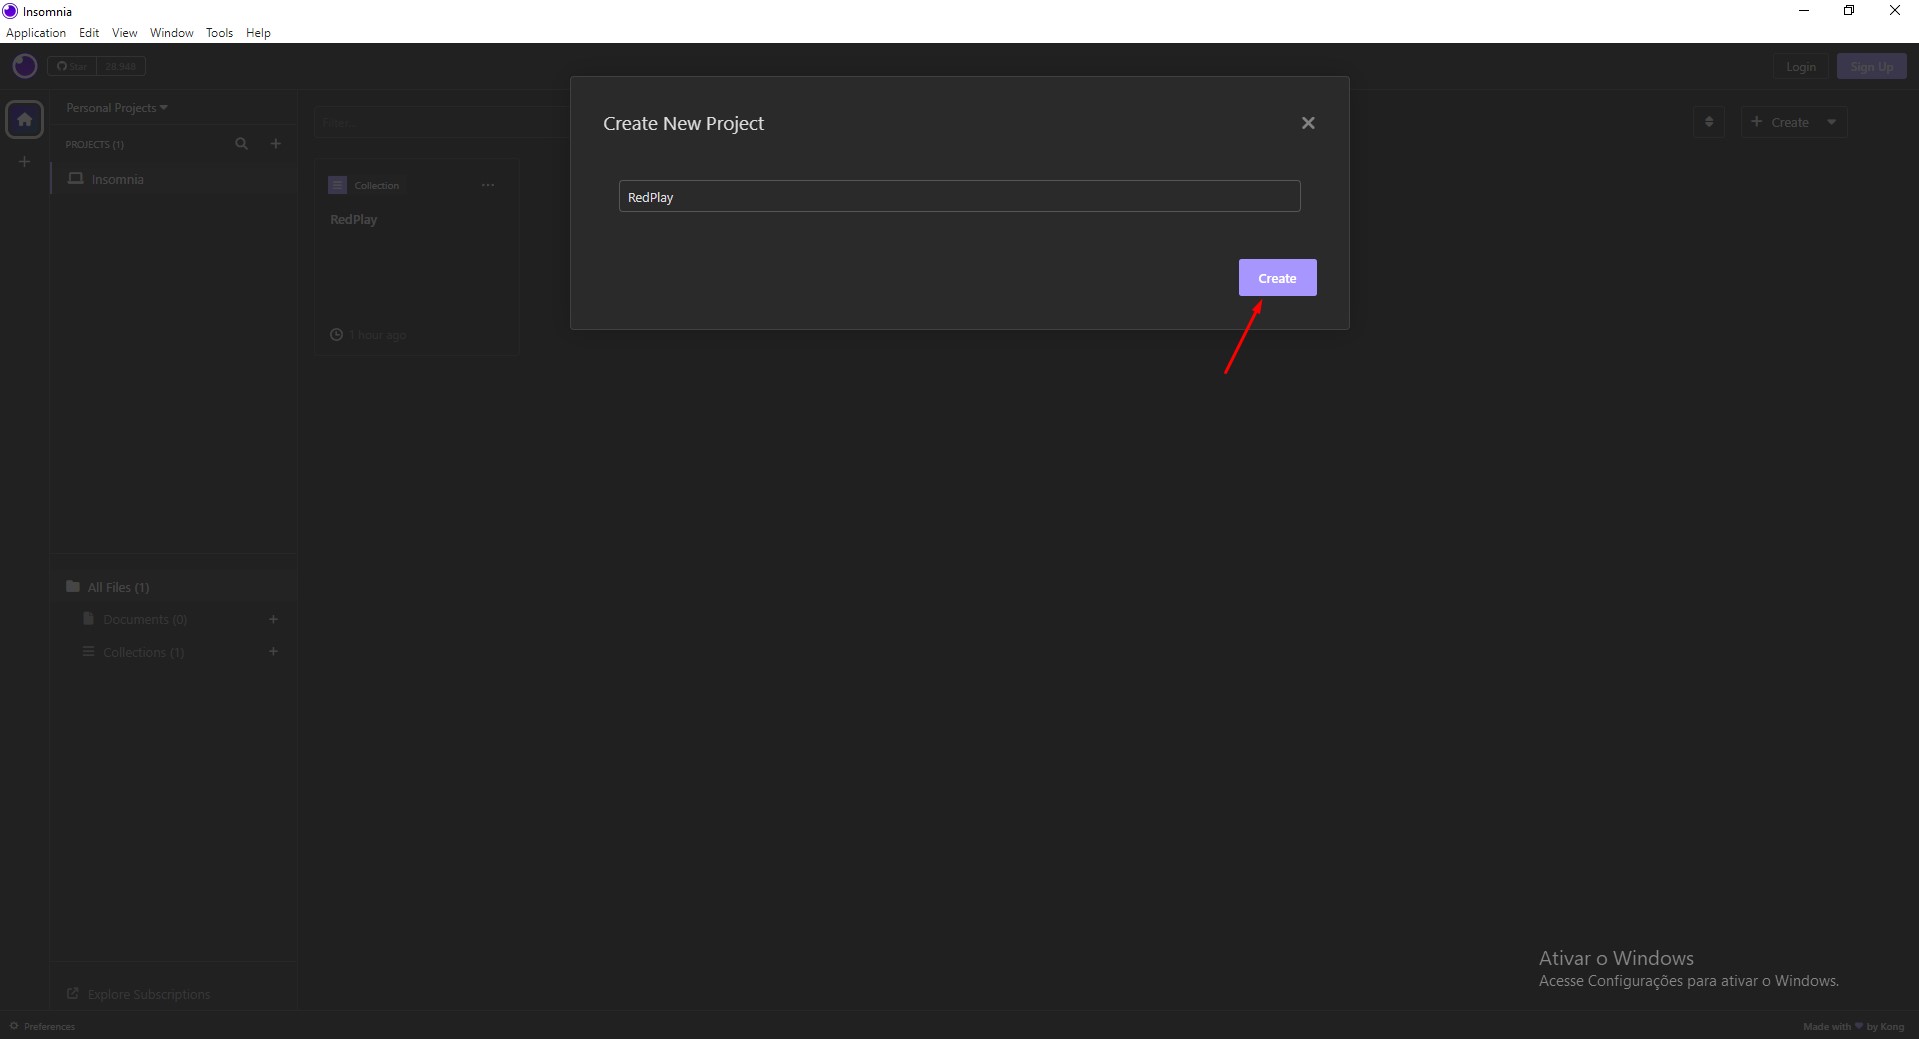 Insomnia
Application Edit View Window Tools Help
Star 28,948
Login Sign Up
Personal Projects
Filter...
Create
PROJECTS (1)
Insomnia
Collection
RedPlay
1 hour ago
Create New Project
RedPlay
Create
All Files (1)
Documents (0)
Collections (1)
Explore Subscriptions
Ativar o Windows
Acesse Configurações para ativar o Windows.
Preferences
Made with by Kong